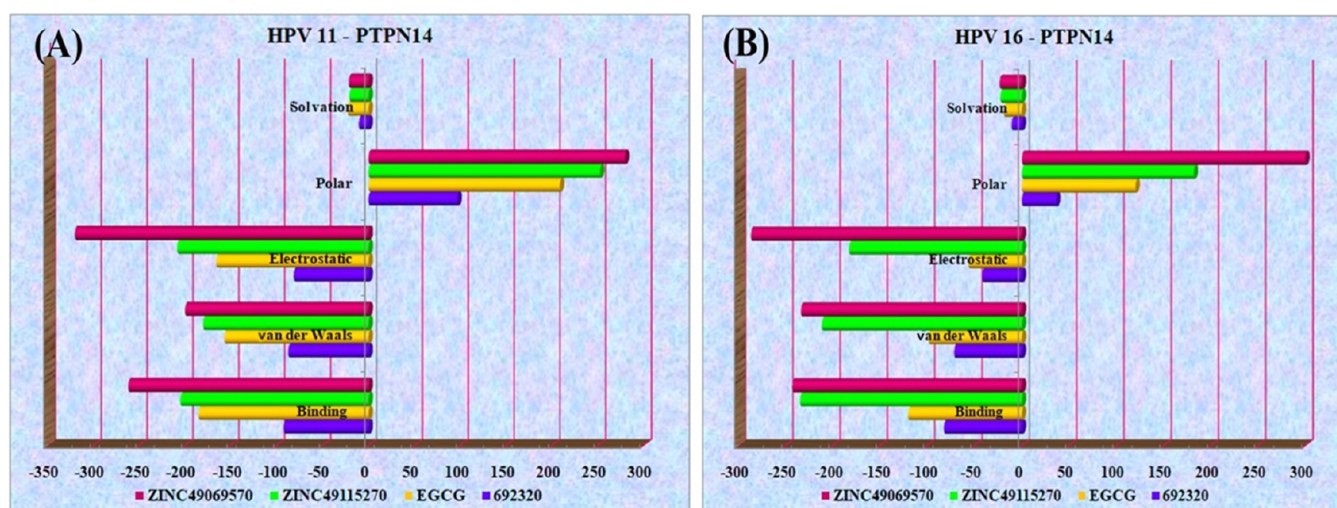 (A)
HPV 11 - PTPN14
Solvation
Polar
Electrostatic
van der Waals
Binding
-350 -300 -250 -200 -150 -100 -50 0 50 100 150 200 250 300
ZINC49069570 ZINC49115270 EGCG 692320
(B)
HPV 16 - PTPN14
Solvation
Polar
Electrostatic
van der Waals
Binding
-300 -250 -200 -150 -100 -50 0 50 100 150 200 250 300
ZINC49069570 ZINC49115270 EGCG 692320